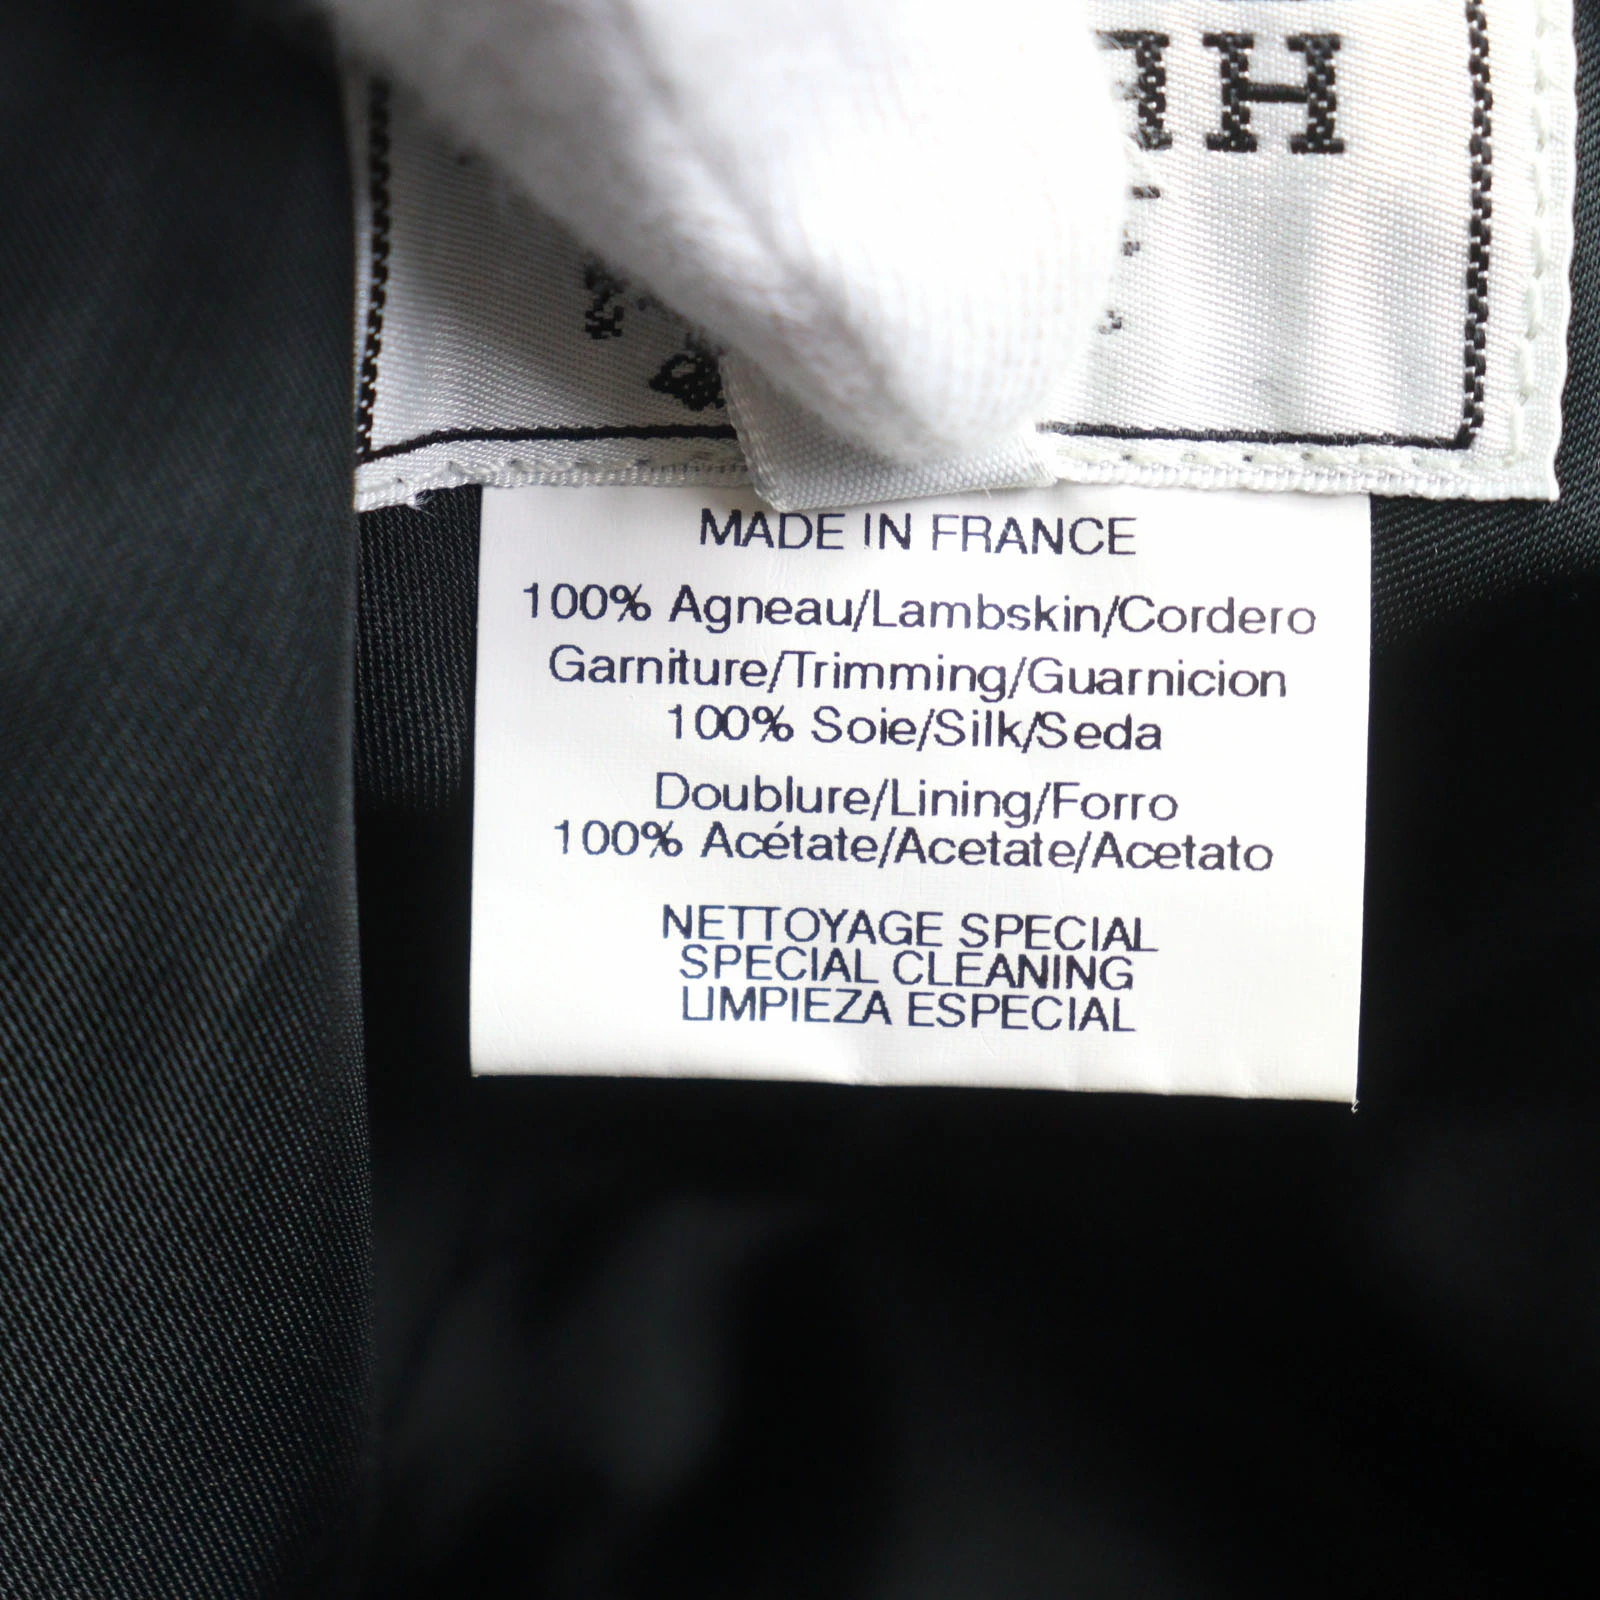 MADE IN FRANCE
100% Agneau/Lambskin/Cordero
Garniture/Trimming/Guarnicion
100% Soie/Silk/Seda
Doublure/Lining/Forro
100% Acétate/Acetate/Acetato
NETTOYAGE SPECIAL
SPECIAL CLEANING
LIMPIEZA ESPECIAL